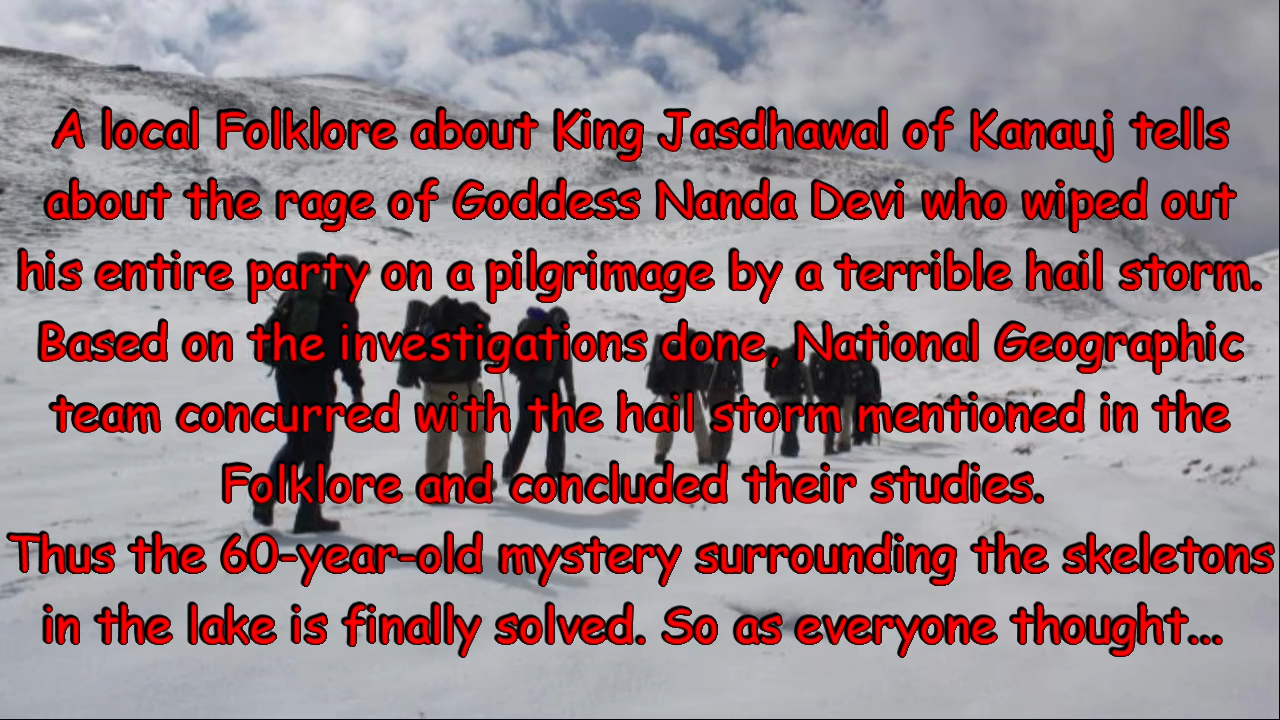 A local Folklore about King Jasdhawal of Kanauj tells
about the rage of Goddess Nanda Devi who wiped out
his entire party on a pilgrimage by a terrible hail storm.
Based on the investigations done, National Geographic
team concurred with the hail storm mentioned in the
Folklore and concluded their studies.
Thus the 60-year-old mystery surrounding the skeletons
in the lake is finally solved. So as everyone thought...